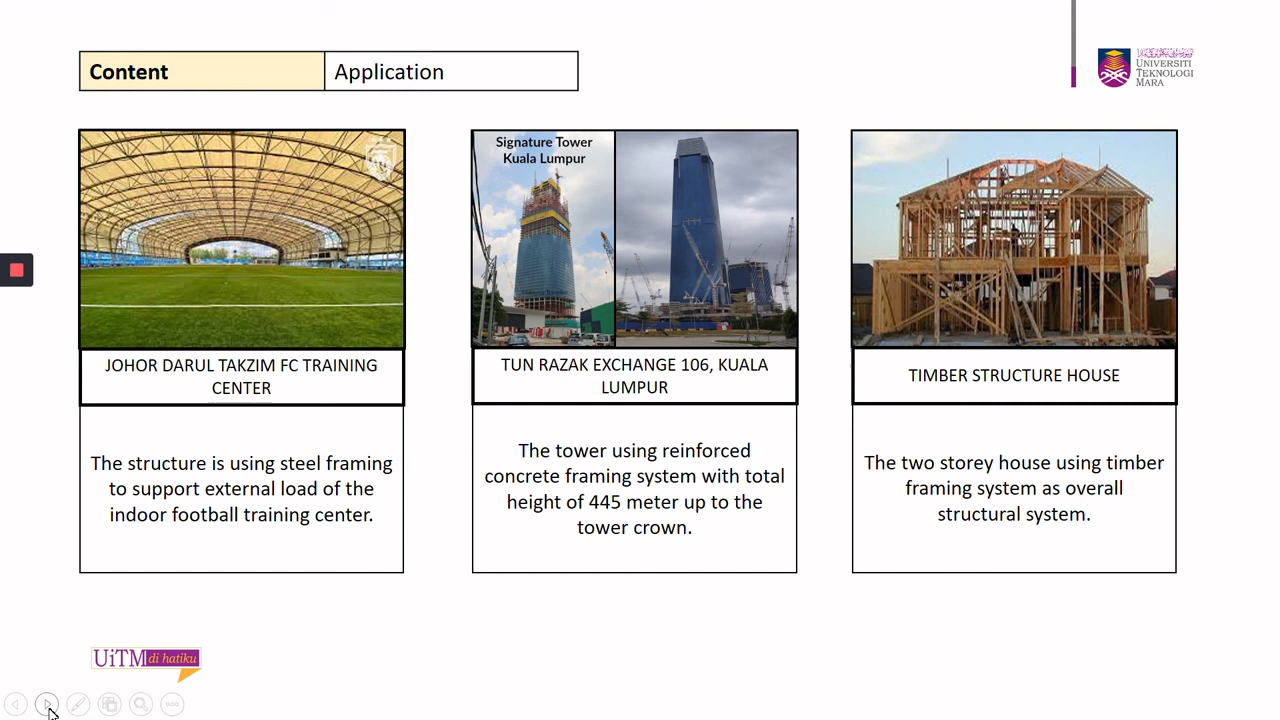 Content
Application
UNIVERSITI
TEKNOLOGI
MARA
Signature Tower
Kuala Lumpur
JOHOR DARUL TAKZIM FC TRAINING
CENTER
The structure is using steel framing
to support external load of the
indoor football training center.
TUN RAZAK EXCHANGE 106, KUALA
LUMPUR
The tower using reinforced
concrete framing system with total
height of 445 meter up to the
tower crown.
TIMBER STRUCTURE HOUSE
The two storey house using timber
framing system as overall
structural system.
UiTM di hatiku